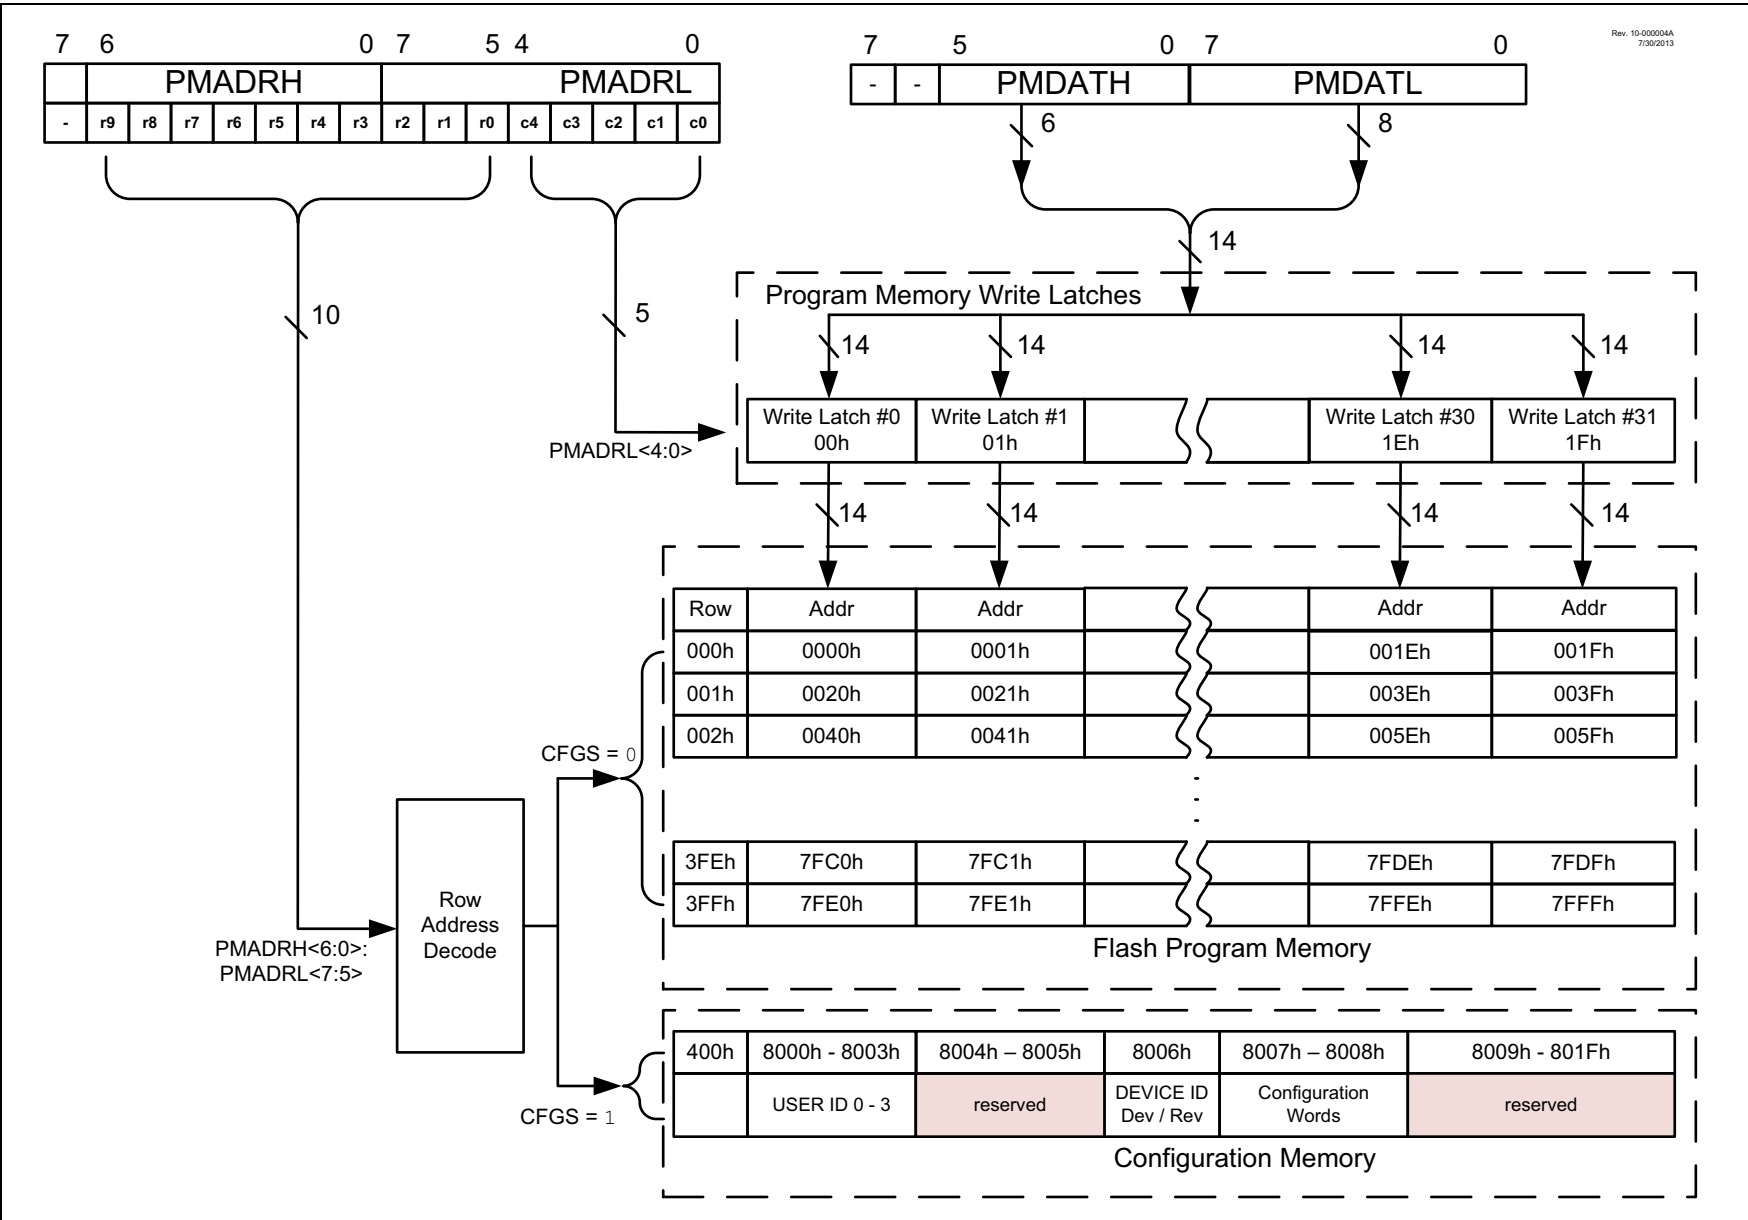 7 6 0 7 5 4 0
7 5 0 7 0
Rev. 10-000004A
7/30/2013
PMADRH PMADRL
- - PMDATH PMDATL
- r9 r8 r7 r6 r5 r4 r3 r2 r1 r0 c4 c3 c2 c1 c0
6 8
14
10 5
Program Memory Write Latches
14 14 14 14
Write Latch #0 Write Latch #1 Write Latch #30 Write Latch #31
00h 01h 1Eh 1Fh
PMADRL<4:0>
14 14 14 14
Row Addr Addr Addr Addr
000h 0000h 0001h 001Eh 001Fh
001h 0020h 0021h 003Eh 003Fh
002h 0040h 0041h 005Eh 005Fh
CFGS = 0
3FEh 7FC0h 7FC1h 7FDEh 7FDFh
3FFh 7FE0h 7FE1h 7FFEh 7FFFh
Row
Address
Decode
PMADRH<6:0>:
PMADRL<7:5>
Flash Program Memory
400h 8000h - 8003h 8004h – 8005h 8006h 8007h – 8008h 8009h - 801Fh
USER ID 0 - 3 reserved DEVICE ID
Dev / Rev Configuration
Words reserved
CFGS = 1
Configuration Memory